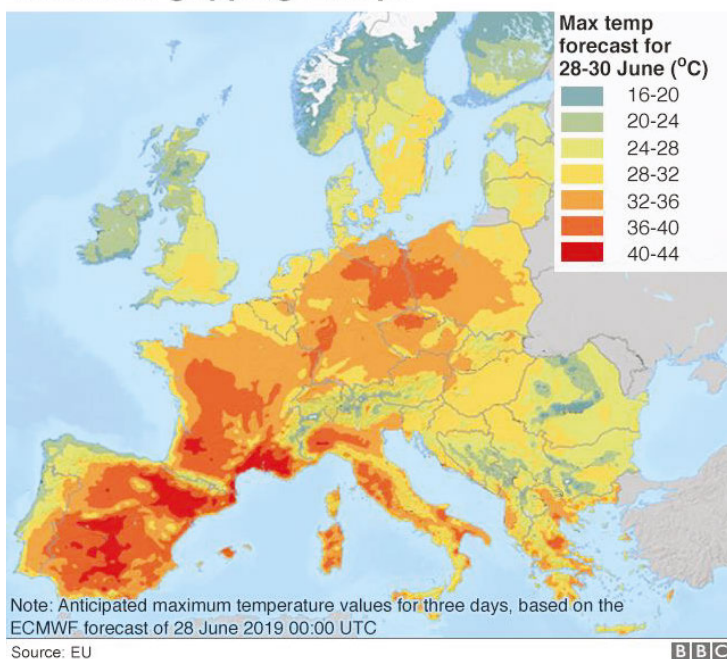 Max temp
forecast for
28-30 June (°C)
16-20
20-24
24-28
28-32
32-36
36-40
40-44
Note: Anticipated maximum temperature values for three days, based on the
ECMWF forecast of 28 June 2019 00:00 UTC
Source: EU
BBC